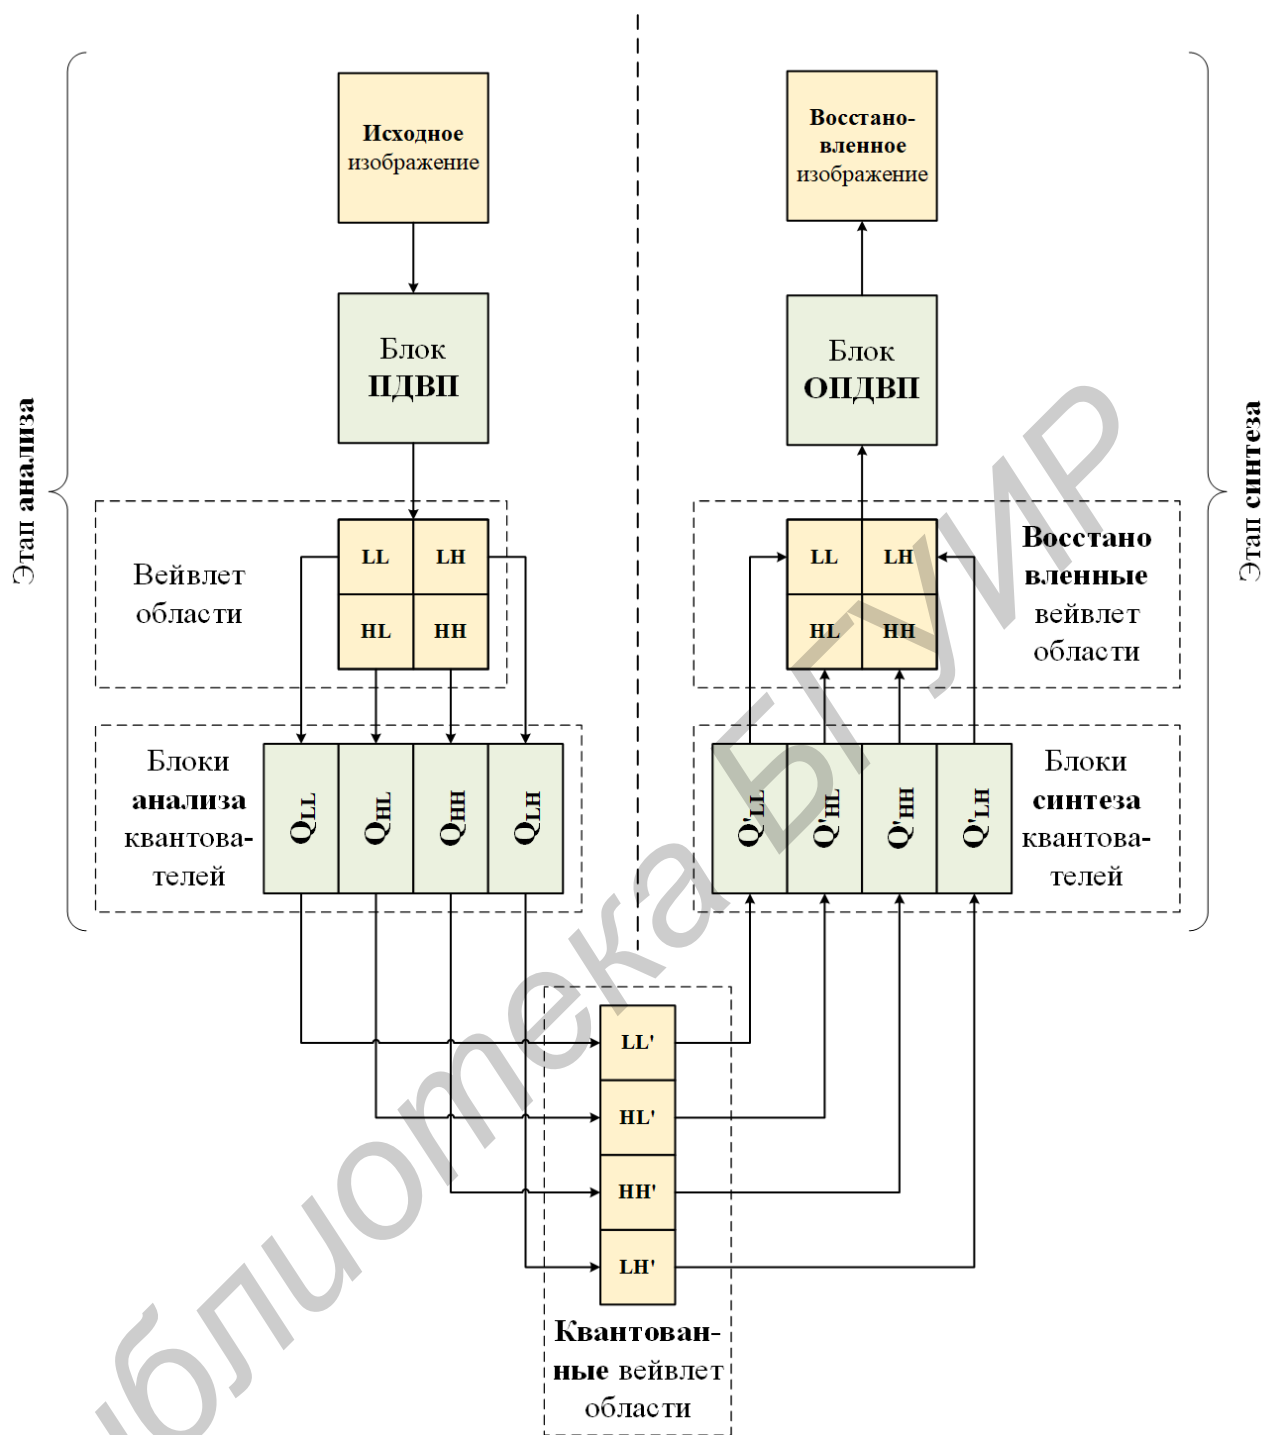 Этап анализа
Исходное
изображение
Блок
ПДВП
Вейвлет
области
LL LH
HL HH
Блоки
анализа
квантова-
телей
QLL QHL QHH QLH
LL'
HL'
HH'
LH'
Квантован-
ные вейвлет
области
Восстано-
вленное
изображение
Блок
ОПДВП
LL LH
HL HH
Восстано
вленные
вейвлет
области
Q'LL Q'HL Q'HH Q'LH
Блоки
синтеза
квантова-
телей
Этап синтеза
блиотека БГУИР